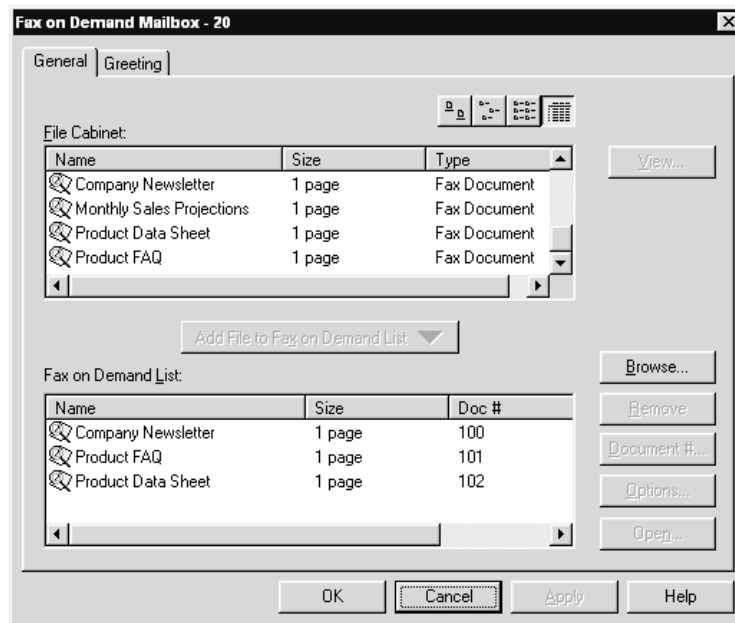 Fax on Demand Mailbox - 20
General Greeting
File Cabinet:
Name Size Type
View...
Company Newsletter 1 page Fax Document
Monthly Sales Projections 1 page Fax Document
Product Data Sheet 1 page Fax Document
Product FAQ 1 page Fax Document
Add File to Fax on Demand List
Fax on Demand List:
Browse...
Name Size Doc #
Remove
Company Newsletter 1 page 100
Product FAQ 1 page 101
Document #...
Product Data Sheet 1 page 102
Options...
Open...
OK Cancel Apply Help